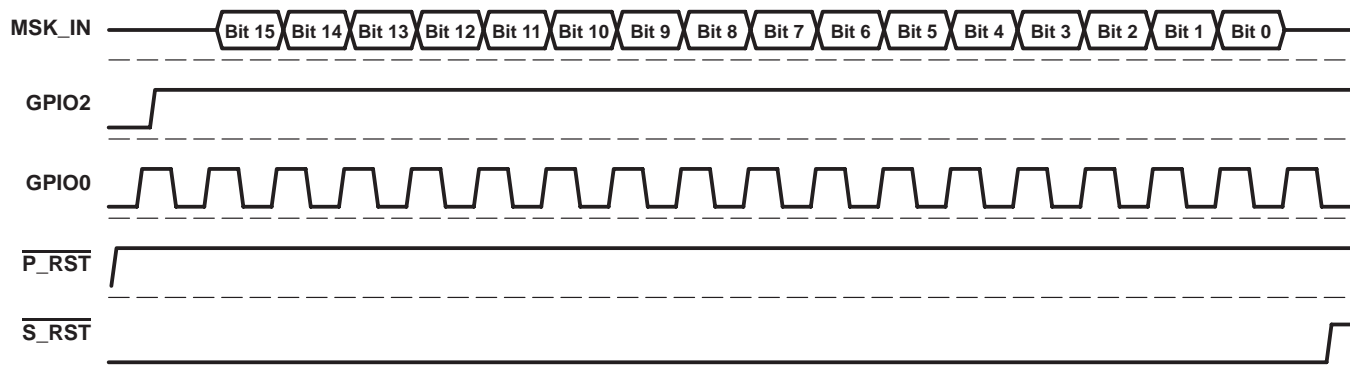 MSK_IN Bit 15 Bit 14 Bit 13 Bit 12 Bit 11 Bit 10 Bit 9 Bit 8 Bit 7 Bit 6 Bit 5 Bit 4 Bit 3 Bit 2 Bit 1 Bit 0
GPIO2
GPIO0
P_RST
S_RST